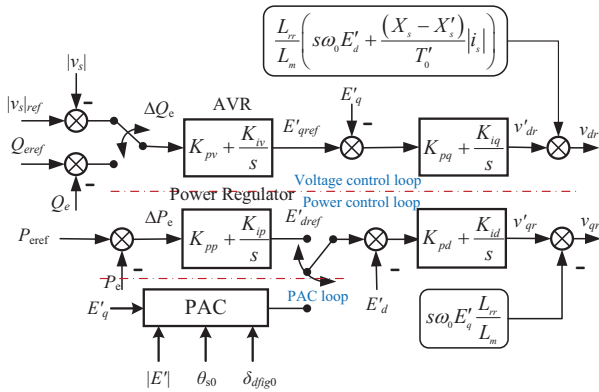 L_rr/L_m (sω₀E'_d + (X_s − X'_s)/T'_0 |i_s|)
|v_s|
|v_s|_ref
ΔQ_e
AVR
K_pv + K_iv/s
E'_qref
E'_q
K_pq + K_iq/s
v'_dr
v_dr
Q_eref
Q_e
Voltage control loop
Power control loop
Power Regulator
P_eref
ΔP_e
P_e
K_pp + K_ip/s
E'_dref
E'_d
K_pd + K_id/s
v'_qr
v_qr
PAC loop
E'_q
PAC
sω₀E'_q L_rr/L_m
|E'|
θ_s0
δ_dfig0